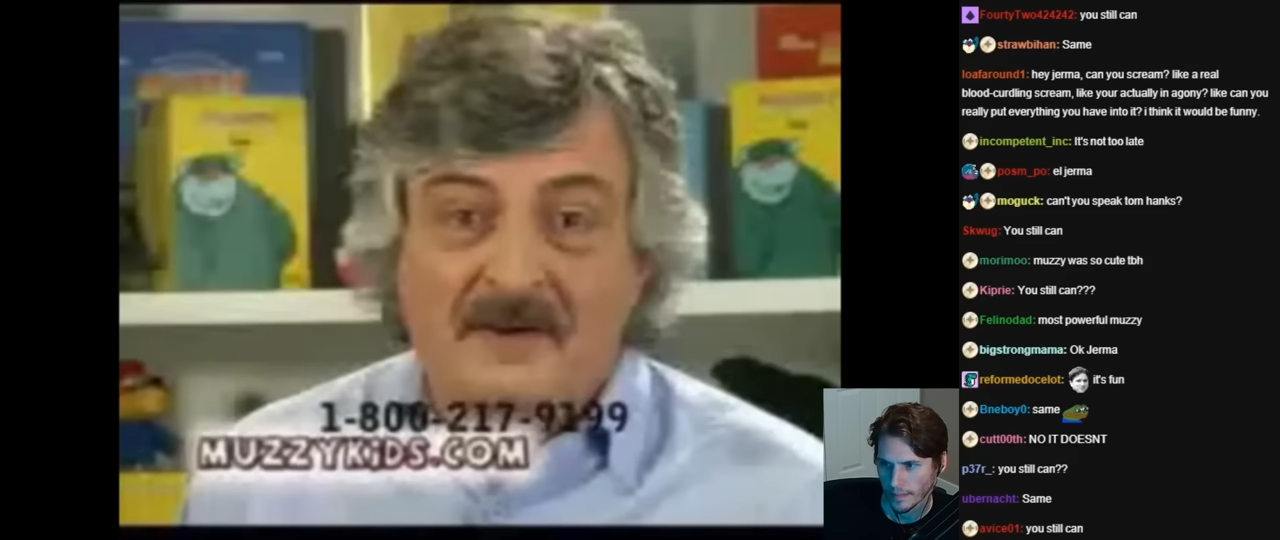 1-800-217-9199
MUZZYKIDS.COM
FourtyTwo424242: you still can
strawbihan: Same
loafaround1: hey jerma, can you scream? like a real
blood-curdling scream, like your actually in agony? like can you
really put everything you have into it? i think it would be funny.
incompetent_inc: It's not too late
posm_po: el jerma
moguck: can't you speak tom hanks?
Skwug: You still can
morimoo: muzzy was so cute tbh
Kiprie: You still can???
Felinodad: most powerful muzzy
bigstrongmama: Ok Jerma
reformedocelot: it's fun
Bneboy0: same
cutt00th: NO IT DOESNT
p37r_: you still can??
ubernacht: Same
avice01: you still can